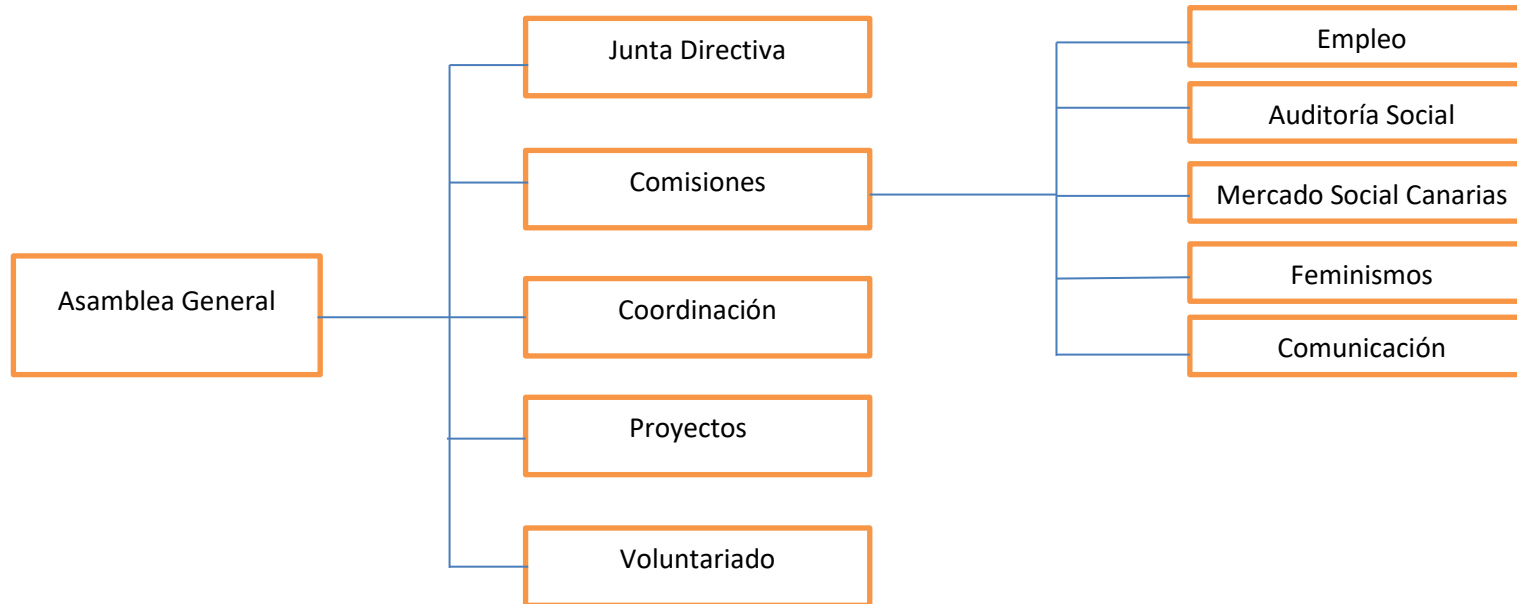 Asamblea General
Junta Directiva
Comisiones
Coordinación
Proyectos
Voluntariado
Empleo
Auditoría Social
Mercado Social Canarias
Feminismos
Comunicación